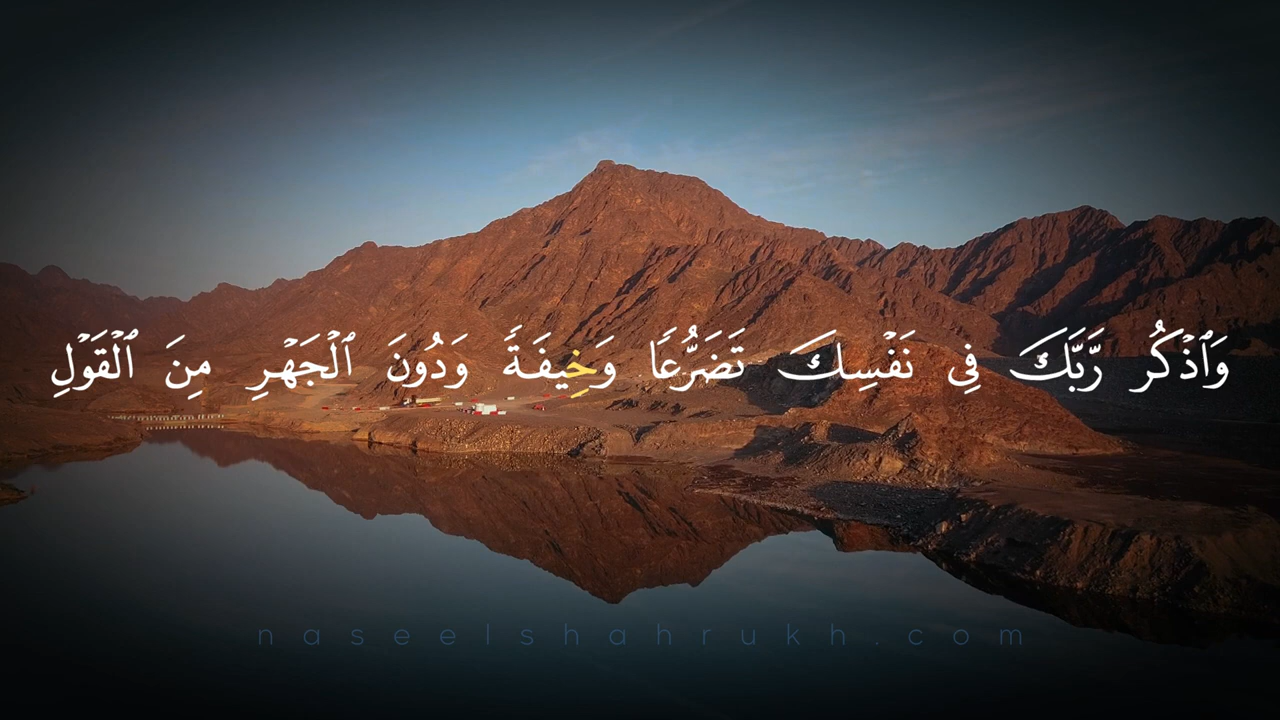 وَٱذۡكُر رَّبَّكَ فِي نَفۡسِكَ تَضَرُّعٗا وَخِيفَةٗ وَدُونَ ٱلۡجَهۡرِ مِنَ ٱلۡقَوۡلِ
naseelshahrukh.com